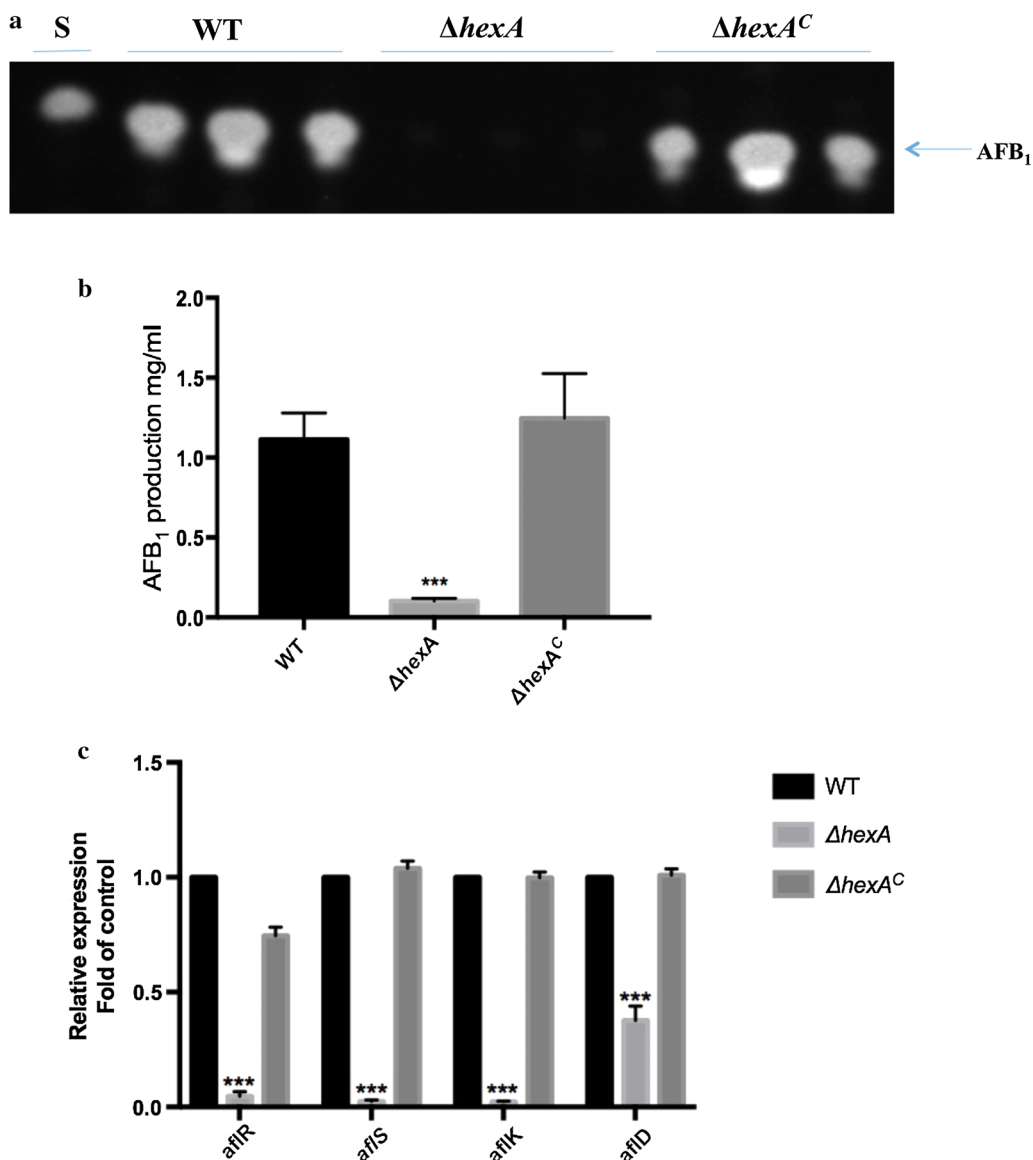 a
S WT ΔhexA ΔhexA^C
AFB₁
b
AFB₁ production mg/ml
2.0
1.5
1.0
0.5
0.0
***
WT ΔhexA ΔhexA^C
c
Relative expression
Fold of control
1.5
1.0
0.5
0.0
*** *** *** ***
aflR aflS aflK aflD
WT
ΔhexA
ΔhexA^C